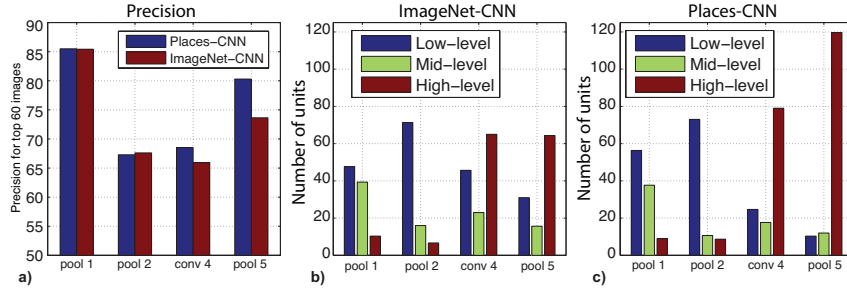 Precision
85
80
75
70
65
85
55
50
Precision for top 60 images
Places–CNN
ImageNet–CNN
pool 1
pool 2
conv 4
pool 5
a)
ImageNet-CNN
120
100
80
60
40
20
0
Number of units
Low–level
Mid–level
High–level
pool 1
pool 2
conv 4
pool 5
b)
Places-CNN
120
100
80
60
40
20
0
Number of units
Low–level
Mid–level
High–level
pool 1
pool 2
conv 4
pool 5
c)